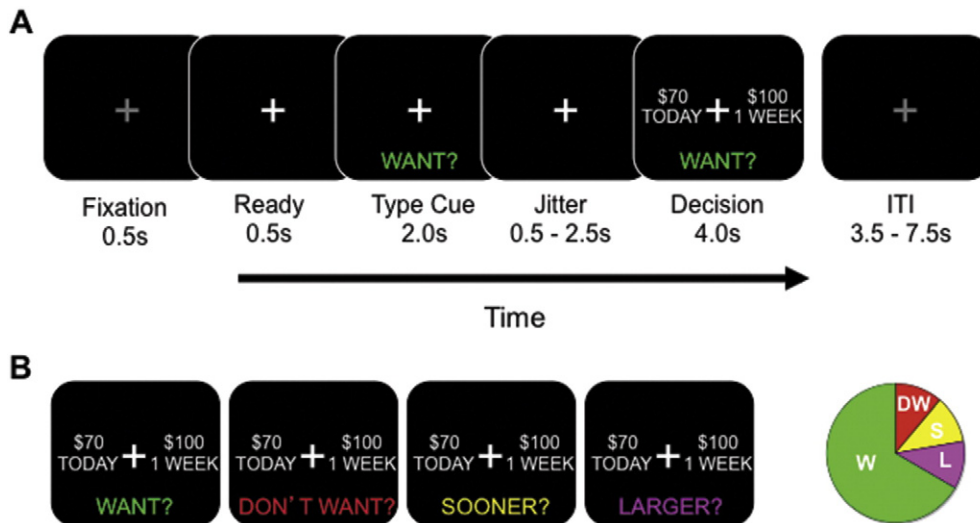 A
$70 $100
TODAY 1 WEEK
WANT? WANT?
Fixation Ready Type Cue Jitter Decision ITI
0.5s 0.5s 2.0s 0.5 - 2.5s 4.0s 3.5 - 7.5s
Time
B
$70 $100 $70 $100 $70 $100 $70 $100
TODAY 1 WEEK TODAY 1 WEEK TODAY 1 WEEK TODAY 1 WEEK
WANT? DON'T WANT? SOONER? LARGER?
DW
S
W L